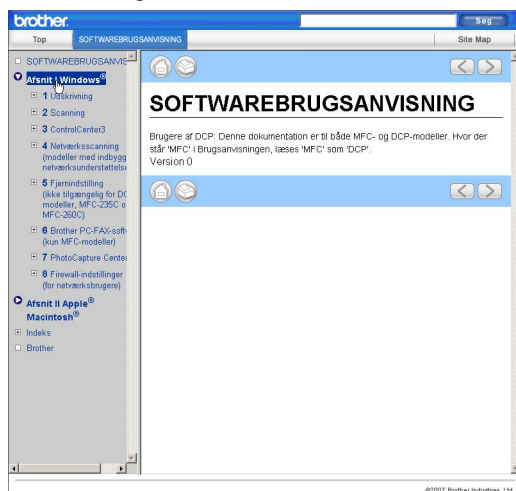 brother.
Søg
Top
SOFTWAREBRUGSANVISNING
Site Map
SOFTWAREBRUGSANVIS
Afsnit I Windows®
1 Udskrivning
2 Scanning
3 ControlCenter3
4 Netværksscanning
(modeller med indbygg
netværksunderstøttelse
5 Fjernindstilling
(ikke tilgængelig for DC
modeller, MFC-235C o
MFC-260C)
6 Brother PC-FAX-softw
(kun MFC-modeller)
7 PhotoCapture Center
8 Firewall-indstillinger
(for netværksbrugere)
Afsnit II Apple®
Macintosh®
Indeks
Brother
SOFTWAREBRUGSANVISNING
Brugere af DCP: Denne dokumentation er til både MFC- og DCP-modeller. Hvor der
står 'MFC' i Brugsanvisningen, læses 'MFC' som 'DCP'.
Version 0
©2007 Brother Industries, Ltd.